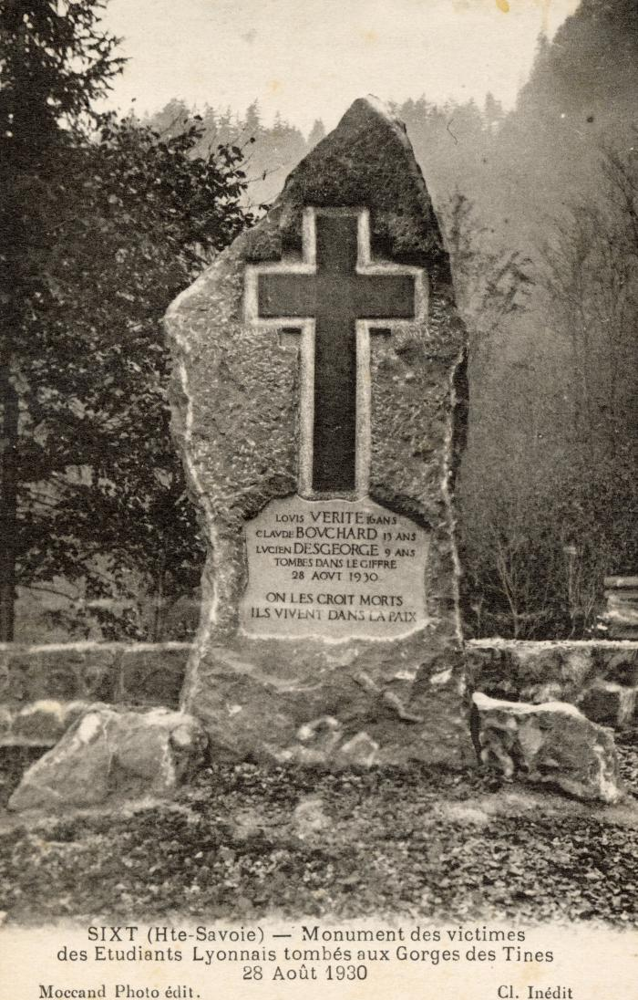 LOVIS VERITE 16 ANS
CLAVDE BOVCHARD 13 ANS
LVCIEN DESGEORGE 9 ANS
TOMBES DANS LE GIFFRE
28 AOVT 1930
ON LES CROIT MORTS
ILS VIVENT DANS LA PAIX
SIXT (Hte-Savoie) — Monument des victimes
des Etudiants Lyonnais tombés aux Gorges des Tines
28 Août 1930
Moccand Photo édit. Cl. Inédit